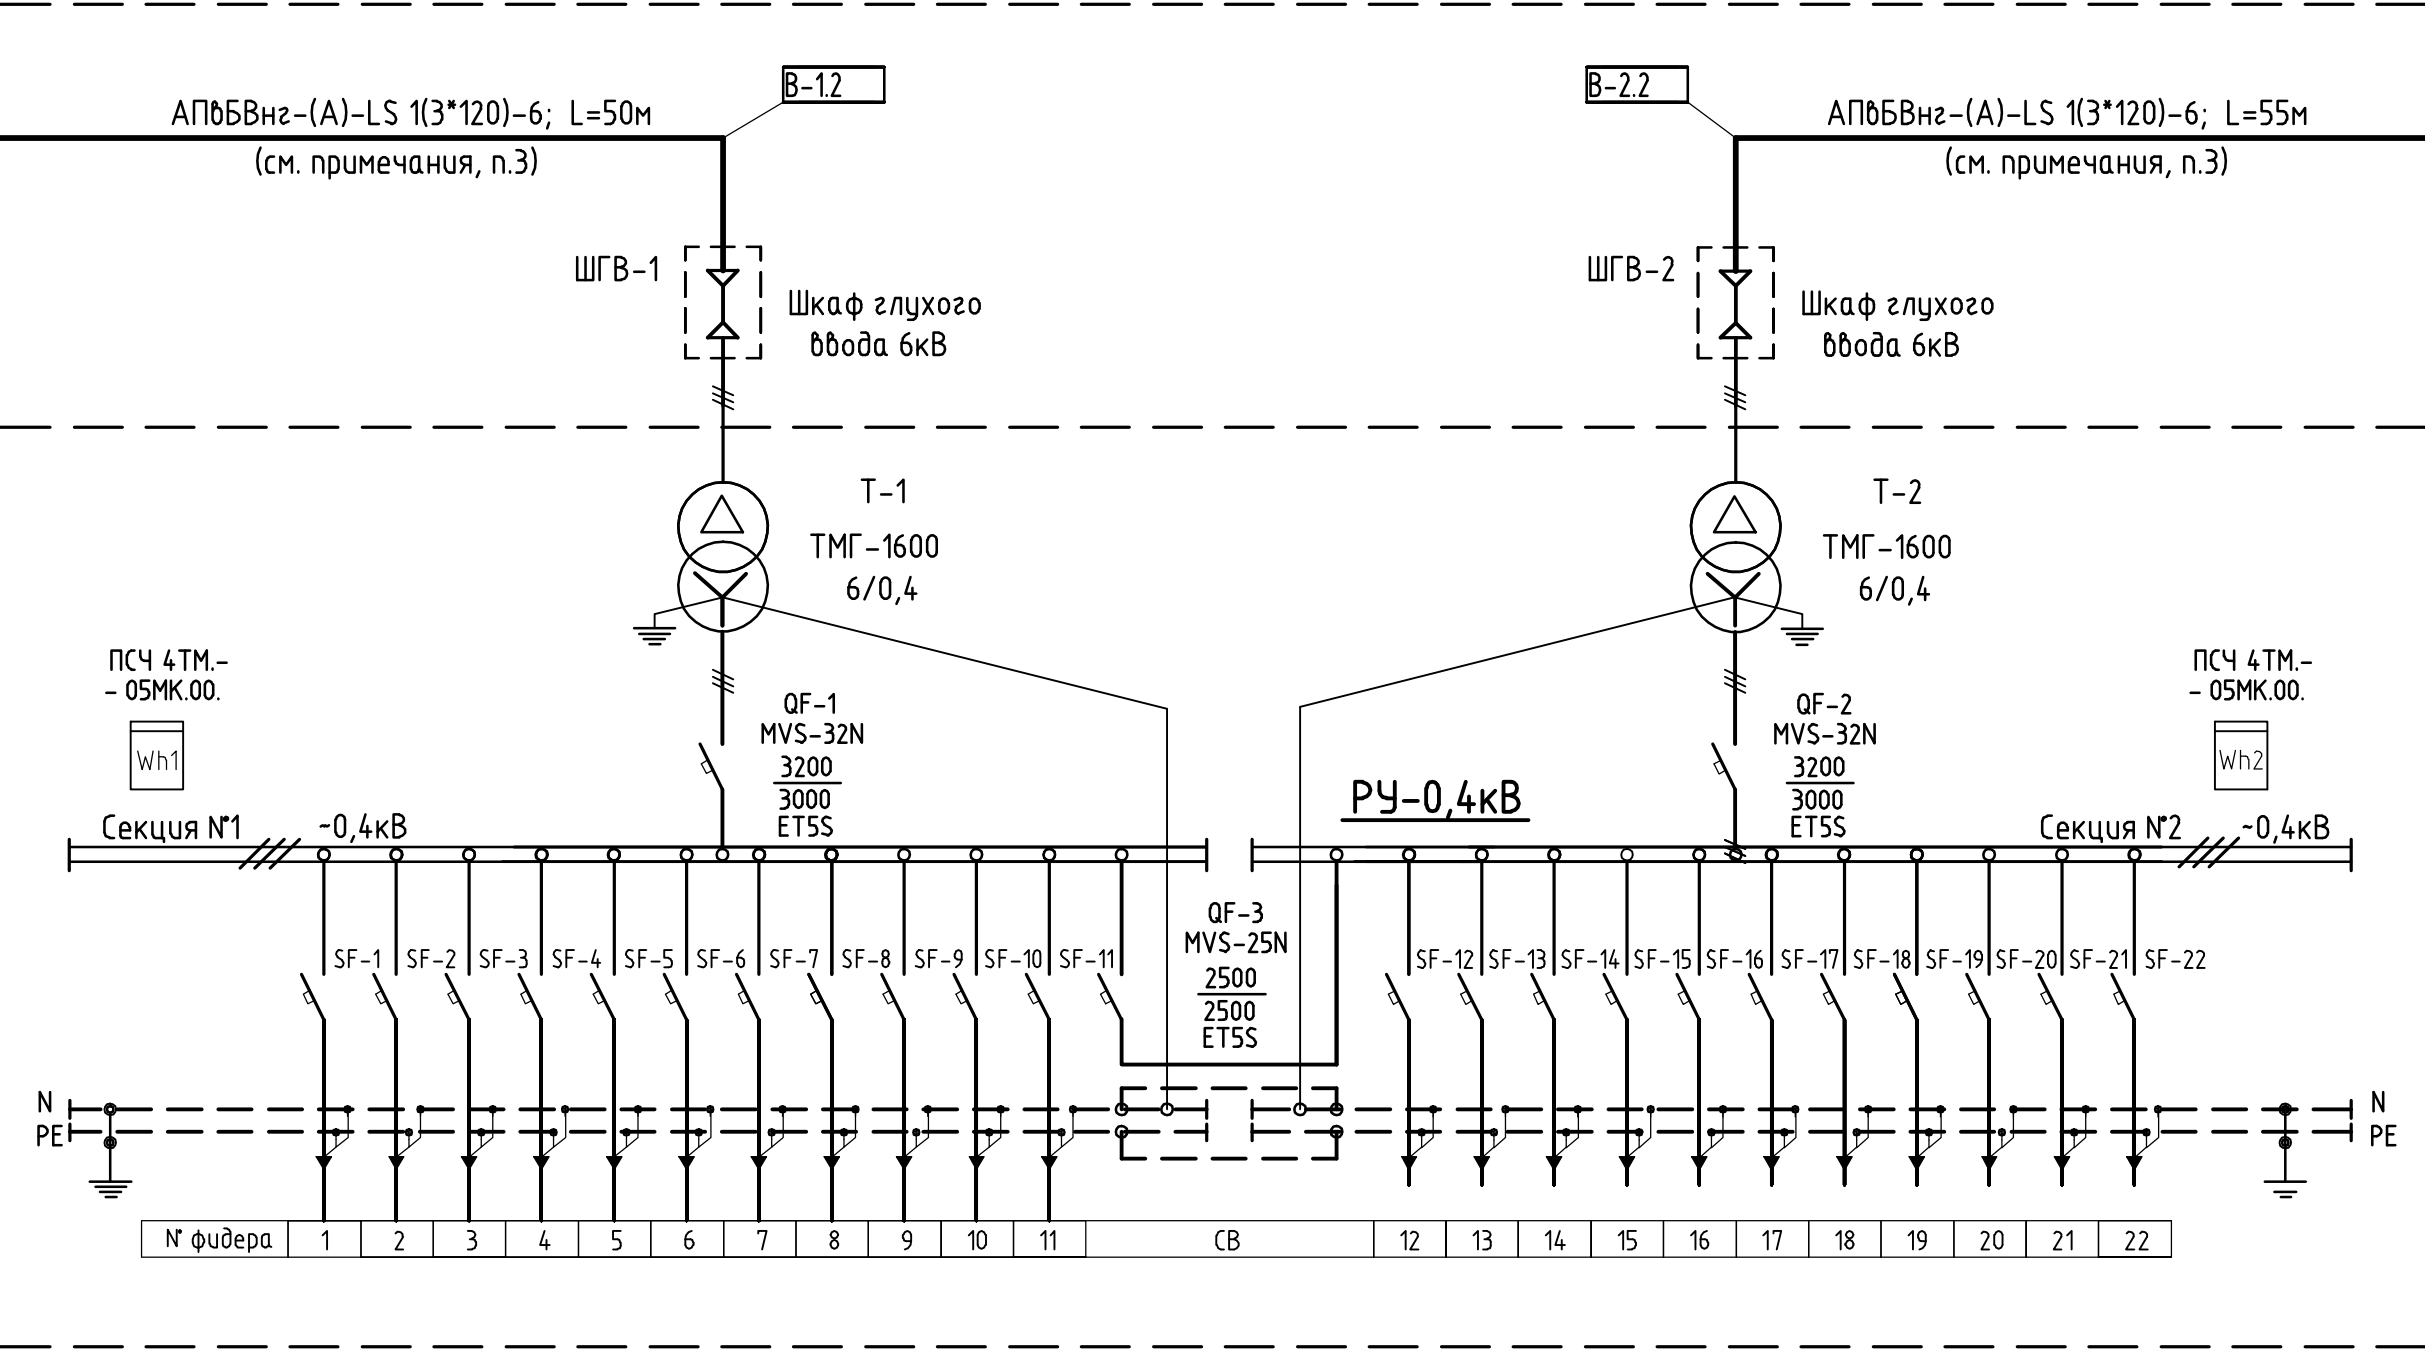 В-1.2
В-2.2
АПвБВнг-(А)-LS 1(3*120)-6; L=50м
(см. примечания, п.3)
АПвБВнг-(А)-LS 1(3*120)-6; L=55м
(см. примечания, п.3)
ШГВ-1
Шкаф глухого
ввода 6кВ
ШГВ-2
Шкаф глухого
ввода 6кВ
Т-1
ТМГ-1600
6/0,4
Т-2
ТМГ-1600
6/0,4
ПСЧ 4ТМ.-
- 05МК.00.
Wh1
QF-1
MVS-32N
3200
3000
ET5S
QF-2
MVS-32N
3200
3000
ET5S
ПСЧ 4ТМ.-
- 05МК.00.
Wh2
РУ-0,4кВ
Секция №1 ~0,4кВ
Секция №2 ~0,4кВ
QF-3
MVS-25N
2500
2500
ET5S
SF-1 SF-2 SF-3 SF-4 SF-5 SF-6 SF-7 SF-8 SF-9 SF-10 SF-11
SF-12 SF-13 SF-14 SF-15 SF-16 SF-17 SF-18 SF-19 SF-20 SF-21 SF-22
N
PE
N
PE
№ фидера 1 2 3 4 5 6 7 8 9 10 11 СВ 12 13 14 15 16 17 18 19 20 21 22